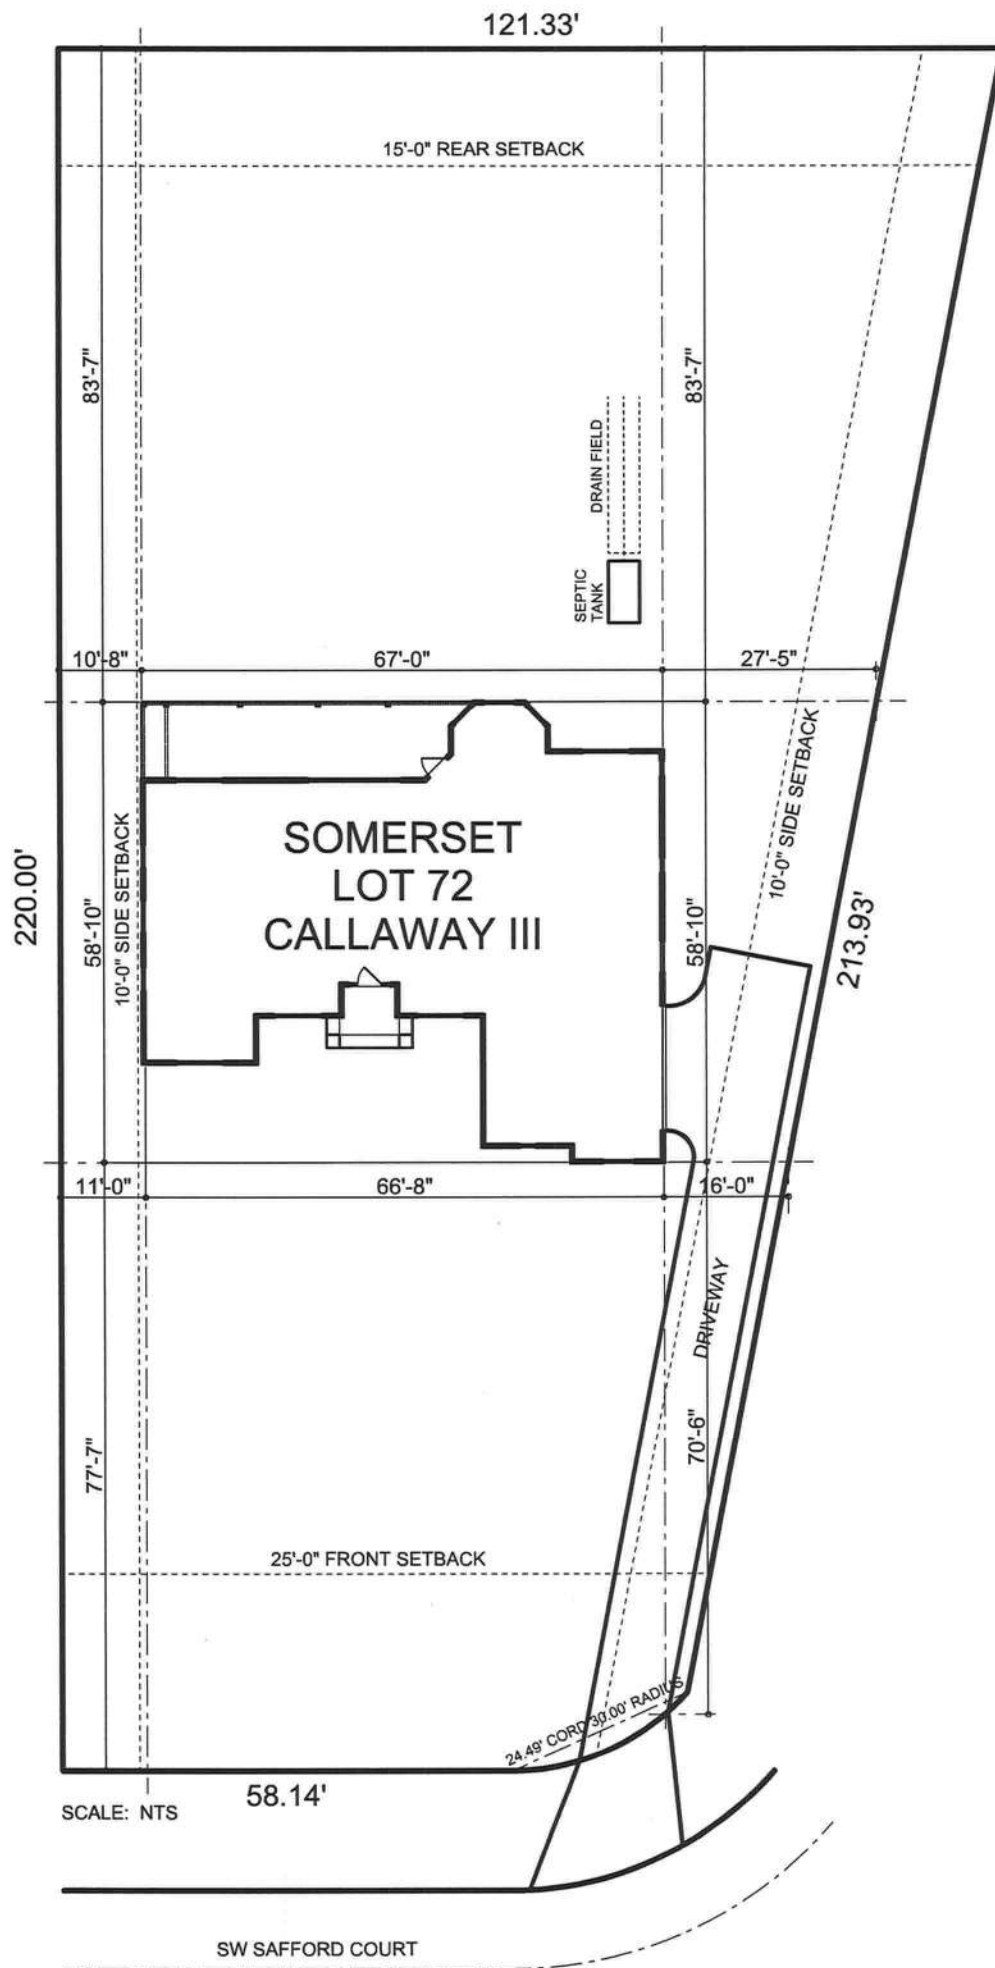 121.33'
15'-0" REAR SETBACK
83'-7"
83'-7"
DRAIN FIELD
SEPTIC
TANK
10'-8"
67'-0"
27'-5"
10'-0" SIDE SETBACK
SOMERSET
LOT 72
CALLAWAY III
220.00'
58'-10"
10'-0" SIDE SETBACK
58'-10"
213.93'
11'-0"
66'-8"
16'-0"
DRIVEWAY
77'-7"
70'-6"
25'-0" FRONT SETBACK
24.49' CORD 30.00' RADIUS
58.14'
SCALE: NTS
SW SAFFORD COURT